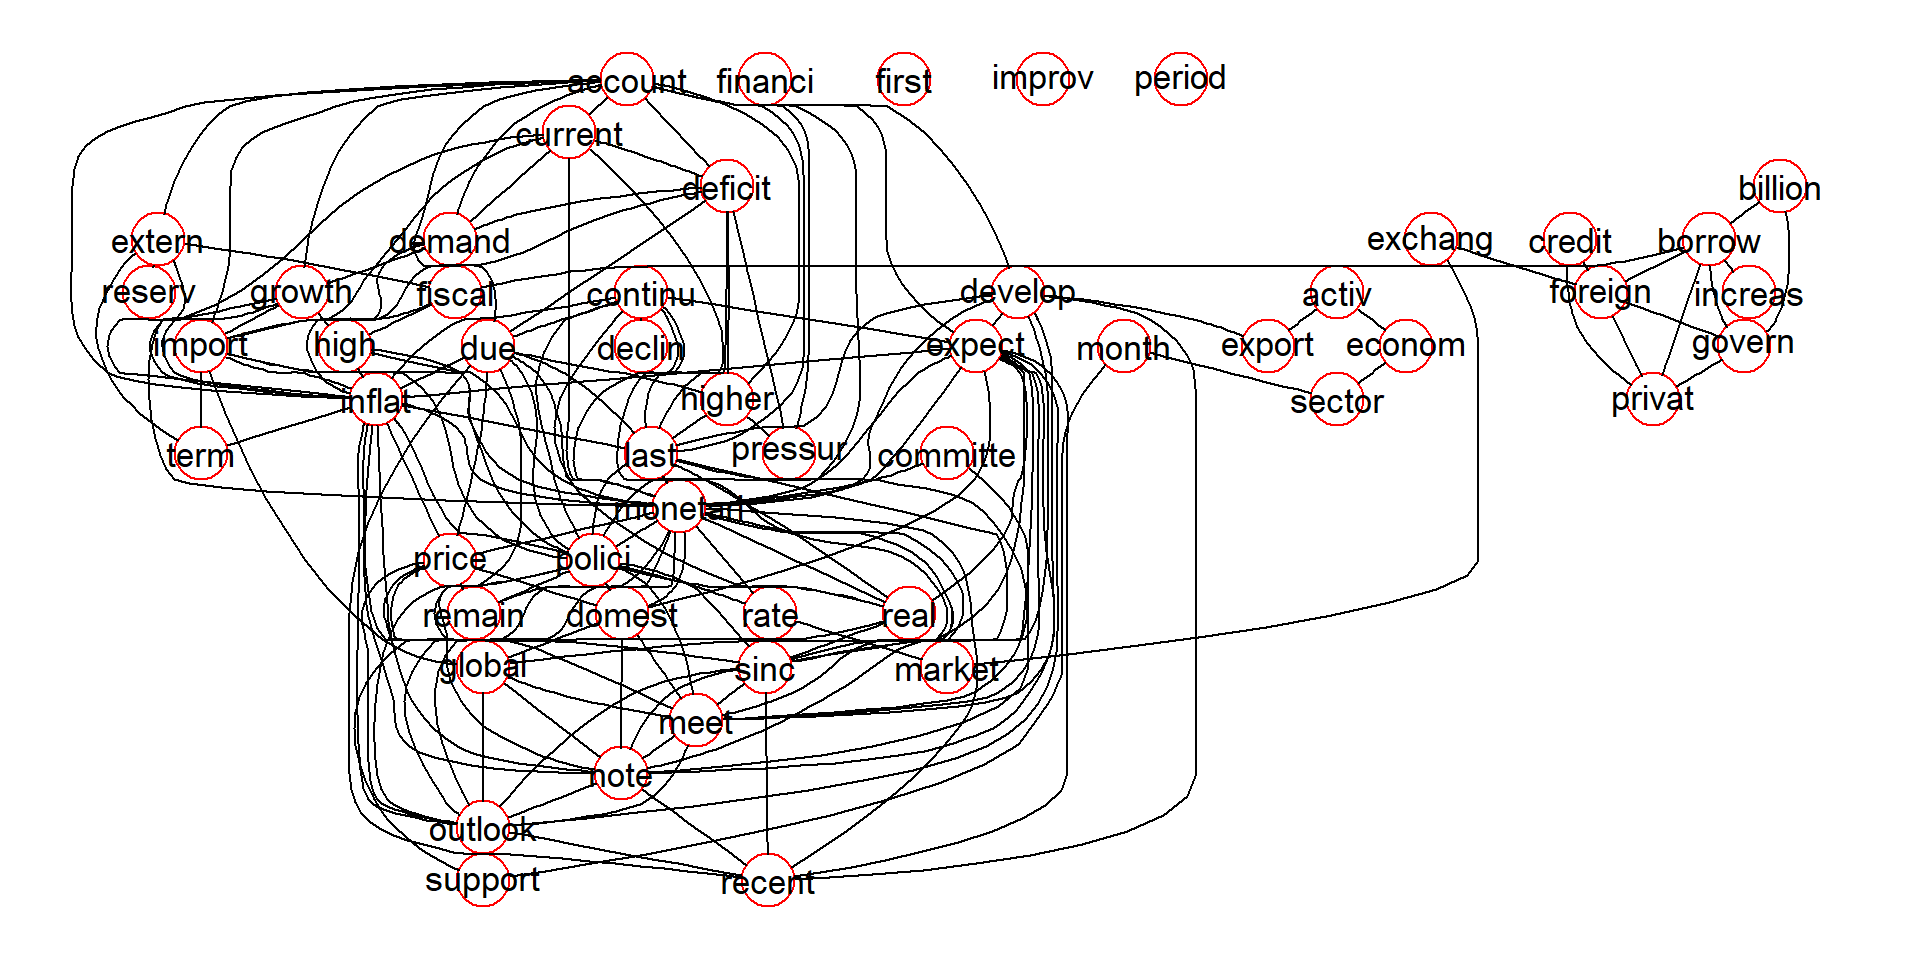 account financi first improv period
current
deficit billion
extern demand exchang credit borrow
reserv growth fiscal continu develop activ foreign increas
import high due declin expect month export econom govern
inflat higher sector privat
term last pressur committe
monetari
price polici
remain domest rate real
global sinc market
meet
note
outlook
support recent